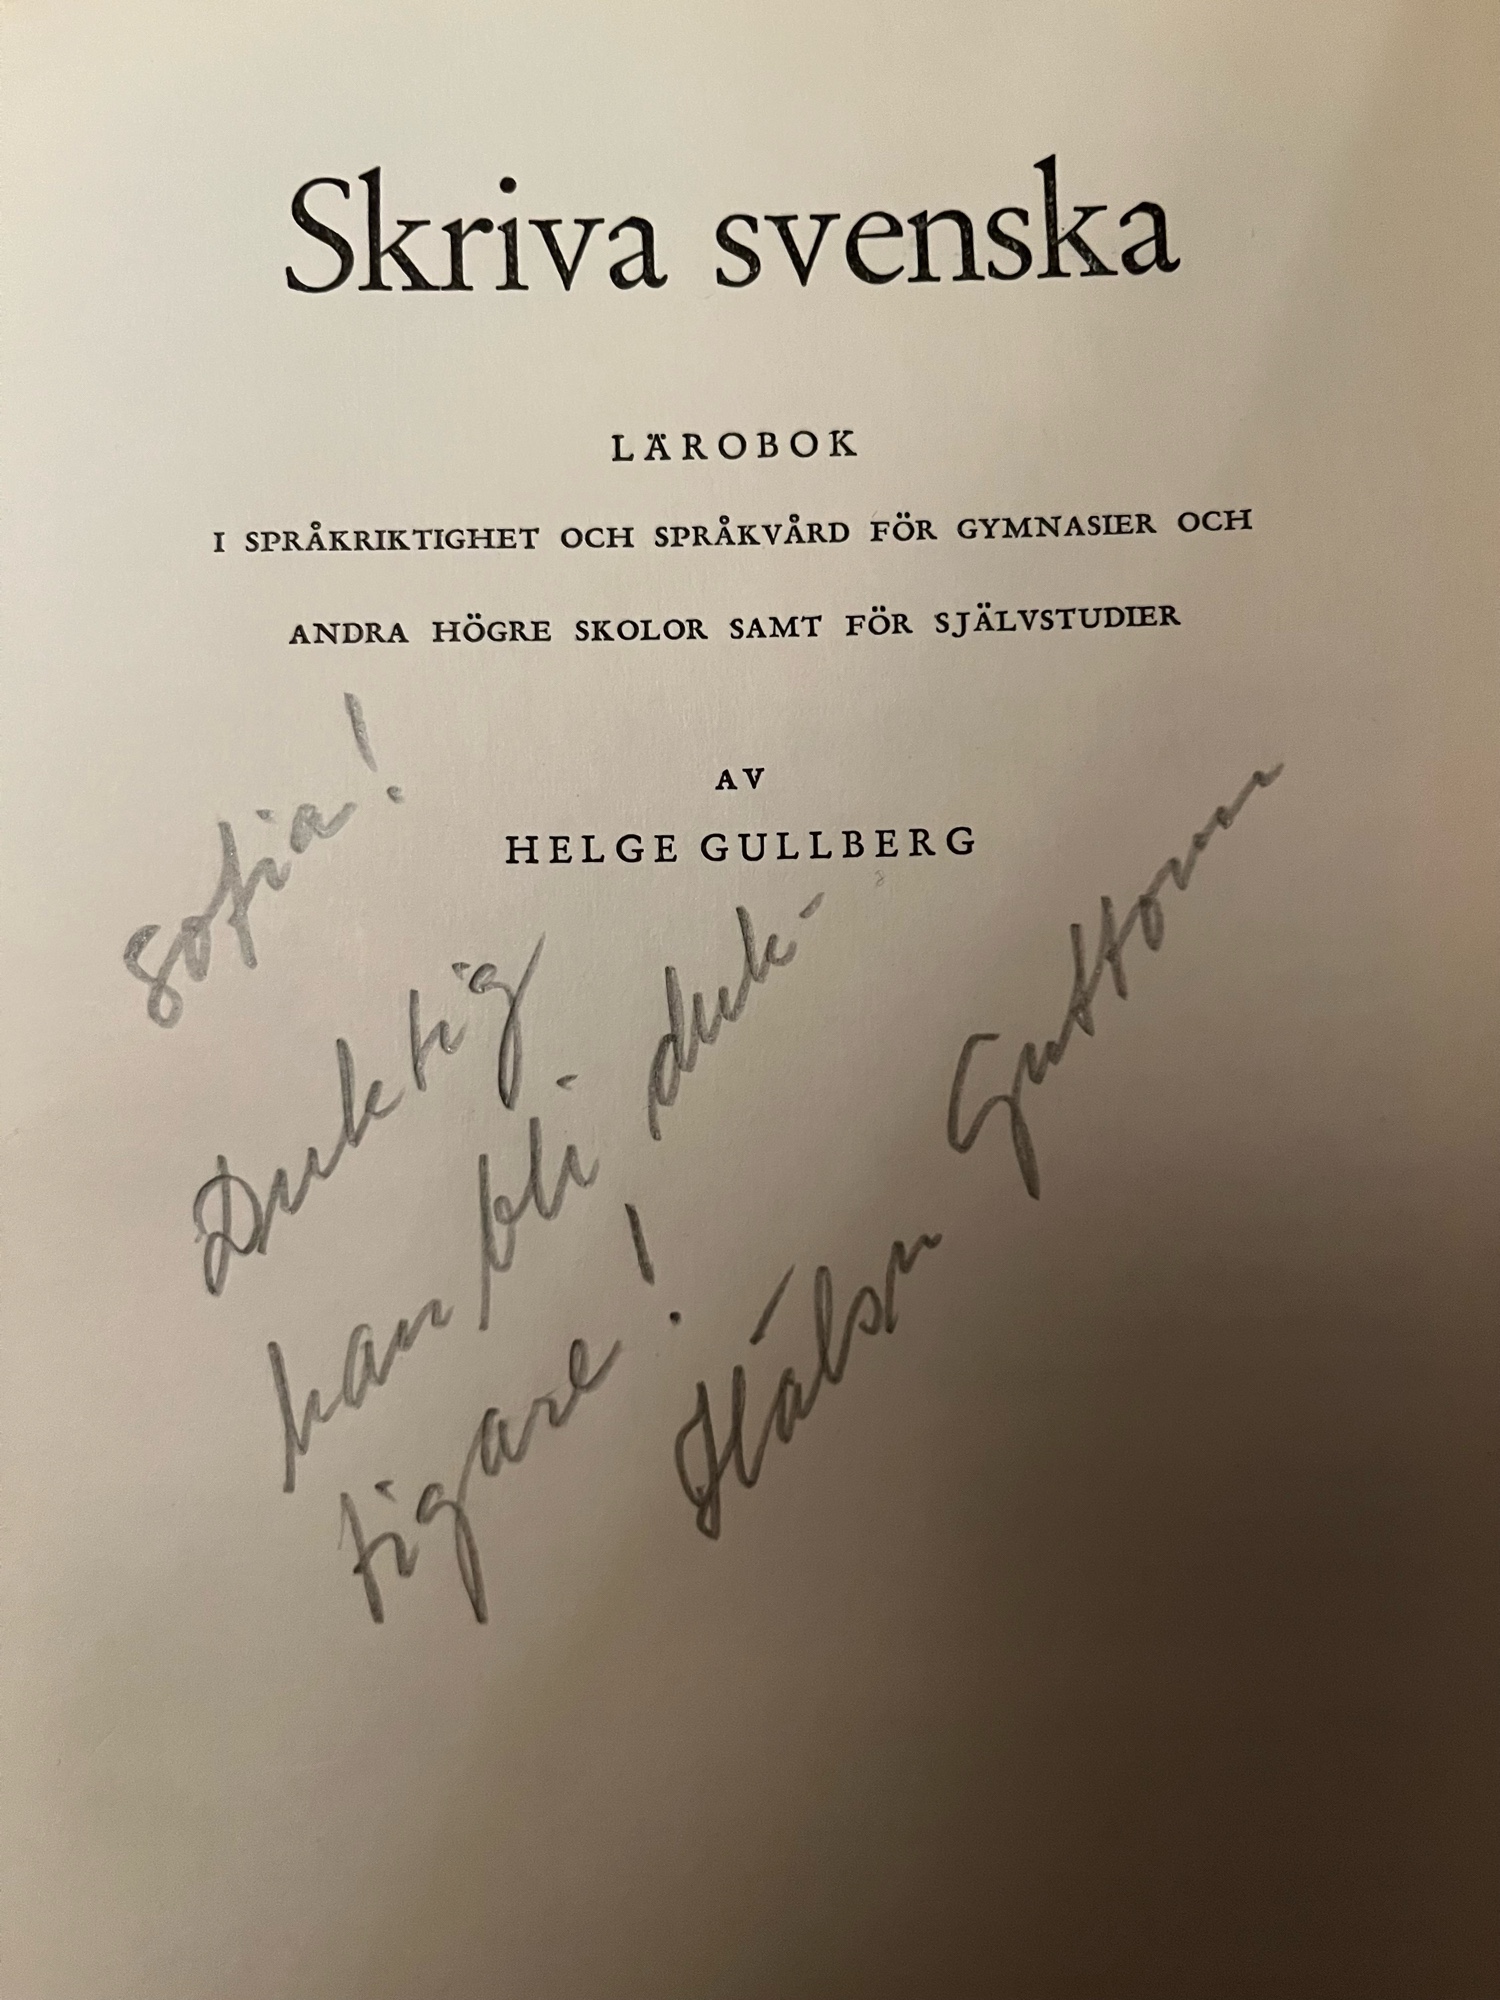 Skriva svenska
LÄROBOK
I SPRÅKRIKTIGHET OCH SPRÅKVÅRD FÖR GYMNASIER OCH
ANDRA HÖGRE SKOLOR SAMT FÖR SJÄLVSTUDIER
AV
HELGE GULLBERG
Sofia!
Duktig
kan bli duk-
tigare!
Hälsn Guttorm